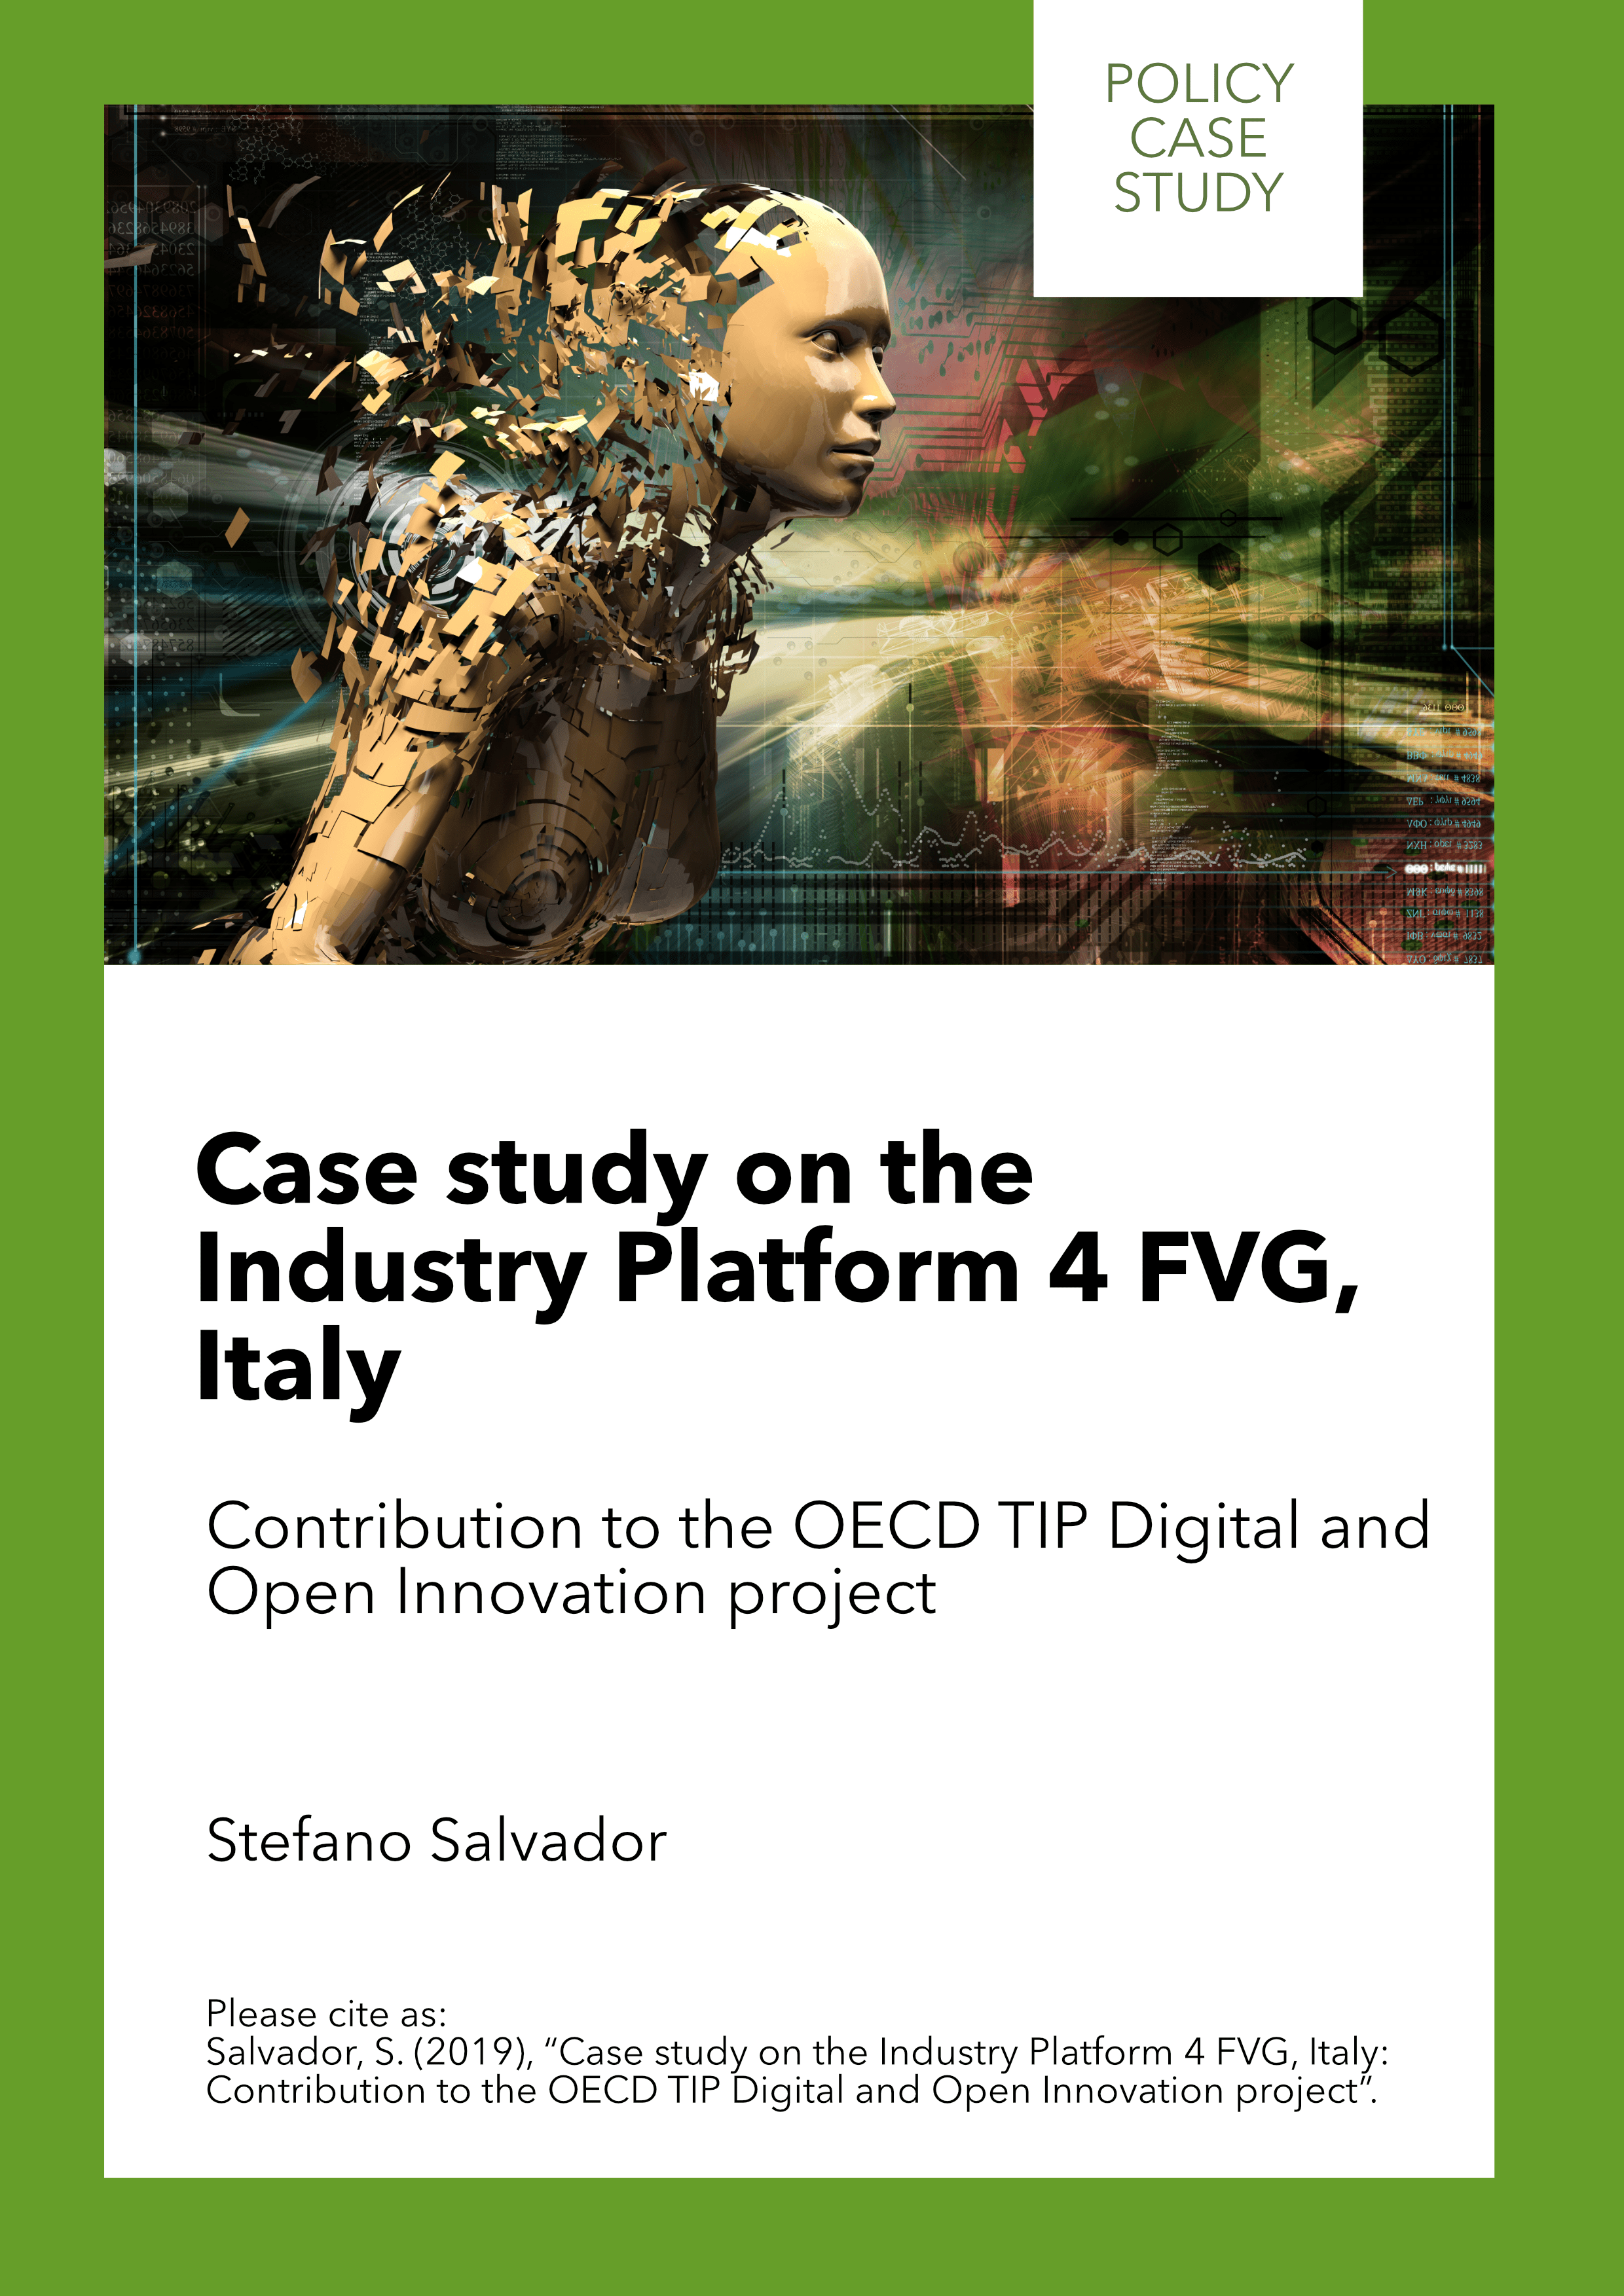 POLICY
CASE
STUDY
Case study on the
Industry Platform 4 FVG,
Italy
Contribution to the OECD TIP Digital and
Open Innovation project
Stefano Salvador
Please cite as:
Salvador, S. (2019), “Case study on the Industry Platform 4 FVG, Italy:
Contribution to the OECD TIP Digital and Open Innovation project”.